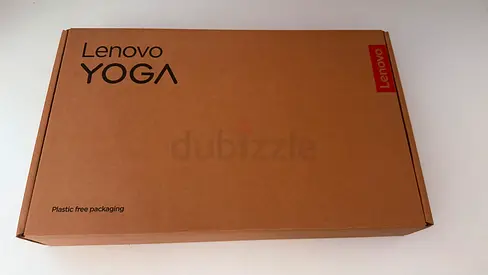 Lenovo
YOGA
Lenovo
dubizzle
Plastic free packaging